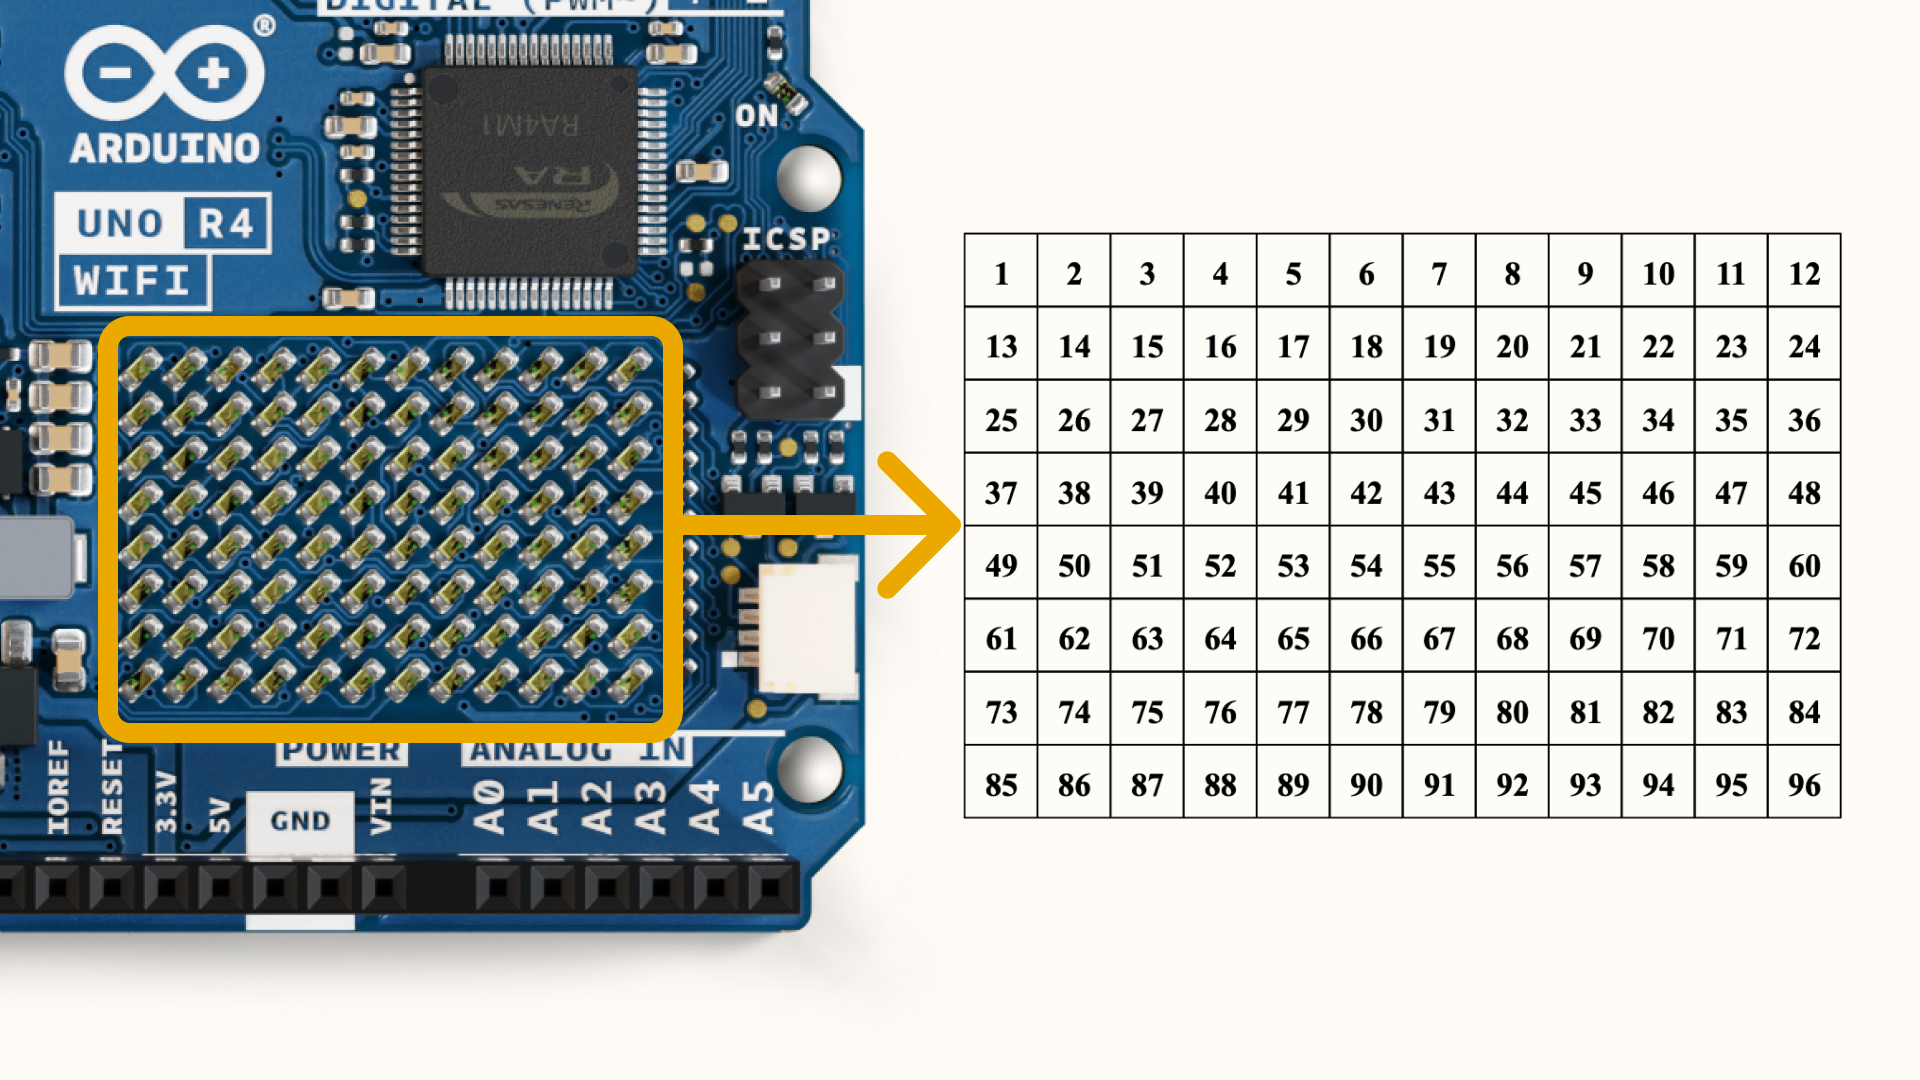 DIGITAL (PWM~)
®
ARDUINO
UNO R4
WIFI
RA4M1
RA
RENESAS
ON
ICSP
1 2 3 4 5 6 7 8 9 10 11 12
13 14 15 16 17 18 19 20 21 22 23 24
25 26 27 28 29 30 31 32 33 34 35 36
37 38 39 40 41 42 43 44 45 46 47 48
49 50 51 52 53 54 55 56 57 58 59 60
61 62 63 64 65 66 67 68 69 70 71 72
73 74 75 76 77 78 79 80 81 82 83 84
85 86 87 88 89 90 91 92 93 94 95 96
POWER ANALOG IN
IOREF RESET 3.3V 5V GND VIN A0 A1 A2 A3 A4 A5